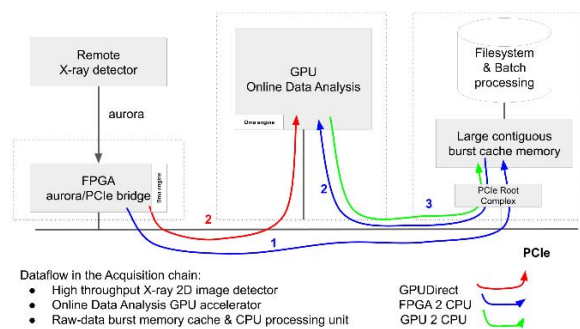 Remote
X-ray detector
aurora
FPGA
aurora/PCIe bridge
Dma engine
GPU
Online Data Analysis
Dma engine
Filesystem
& Batch
processing
Large contiguous
burst cache memory
PCIe Root
Complex
2
1
2
3
PCIe
Dataflow in the Acquisition chain:
● High throughput X-ray 2D image detector
● Online Data Analysis GPU accelerator
● Raw-data burst memory cache & CPU processing unit
GPUDirect
FPGA 2 CPU
GPU 2 CPU